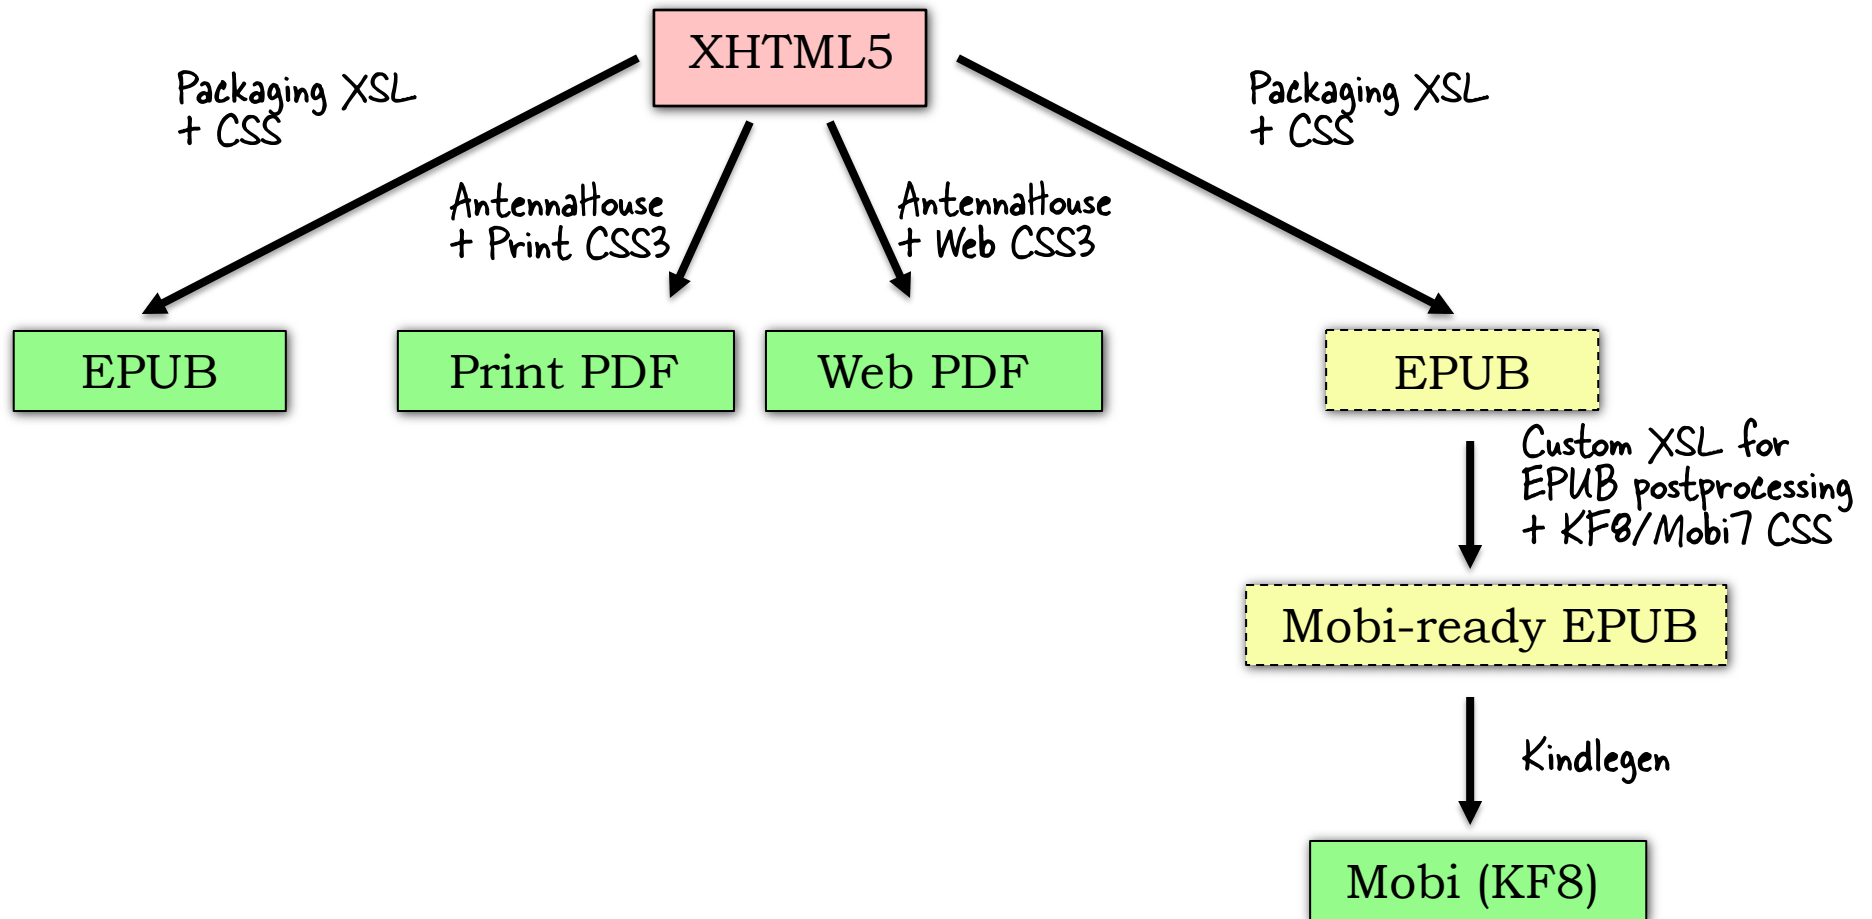 XHTML5
Packaging XSL
+ CSS
Packaging XSL
+ CSS
AntennaHouse
+ Print CSS3
AntennaHouse
+ Web CSS3
EPUB
Print PDF
Web PDF
EPUB
Custom XSL for
EPUB postprocessing
+ KF8/Mobi7 CSS
Mobi-ready EPUB
Kindlegen
Mobi (KF8)